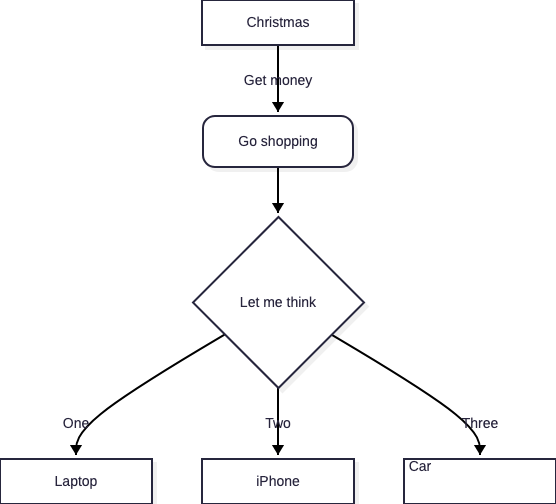 Christmas
Get money
Go shopping
Let me think
One
Two
Three
Laptop
iPhone
Car